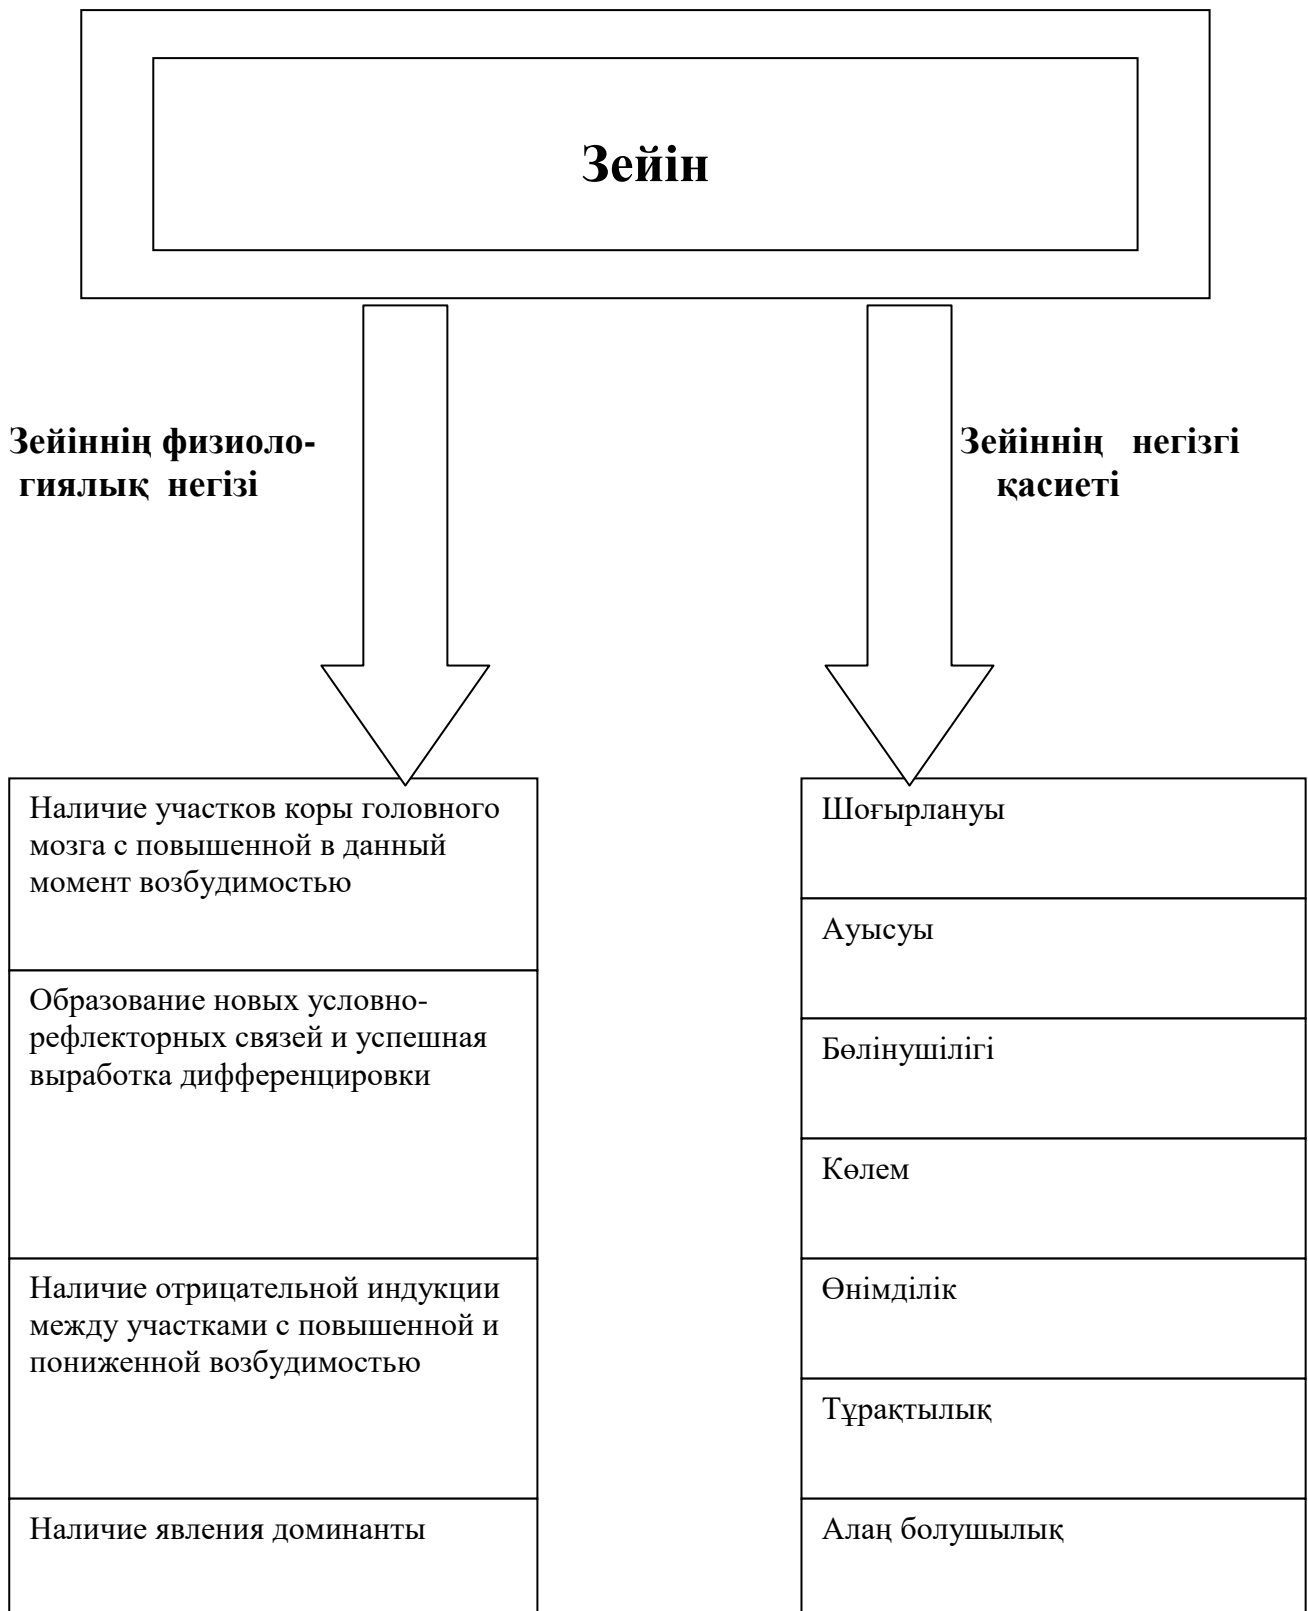 Зейін
Зейіннің физиоло-
гиялық негізі
Зейіннің негізгі
қасиеті
Наличие участков коры головного
мозга с повышенной в данный
момент возбудимостью
Образование новых условно-
рефлекторных связей и успешная
выработка дифференцировки
Наличие отрицательной индукции
между участками с повышенной и
пониженной возбудимостью
Наличие явления доминанты
Шоғырлануы
Ауысуы
Бөлінушілігі
Көлем
Өнімділік
Тұрақтылық
Алаң болушылық